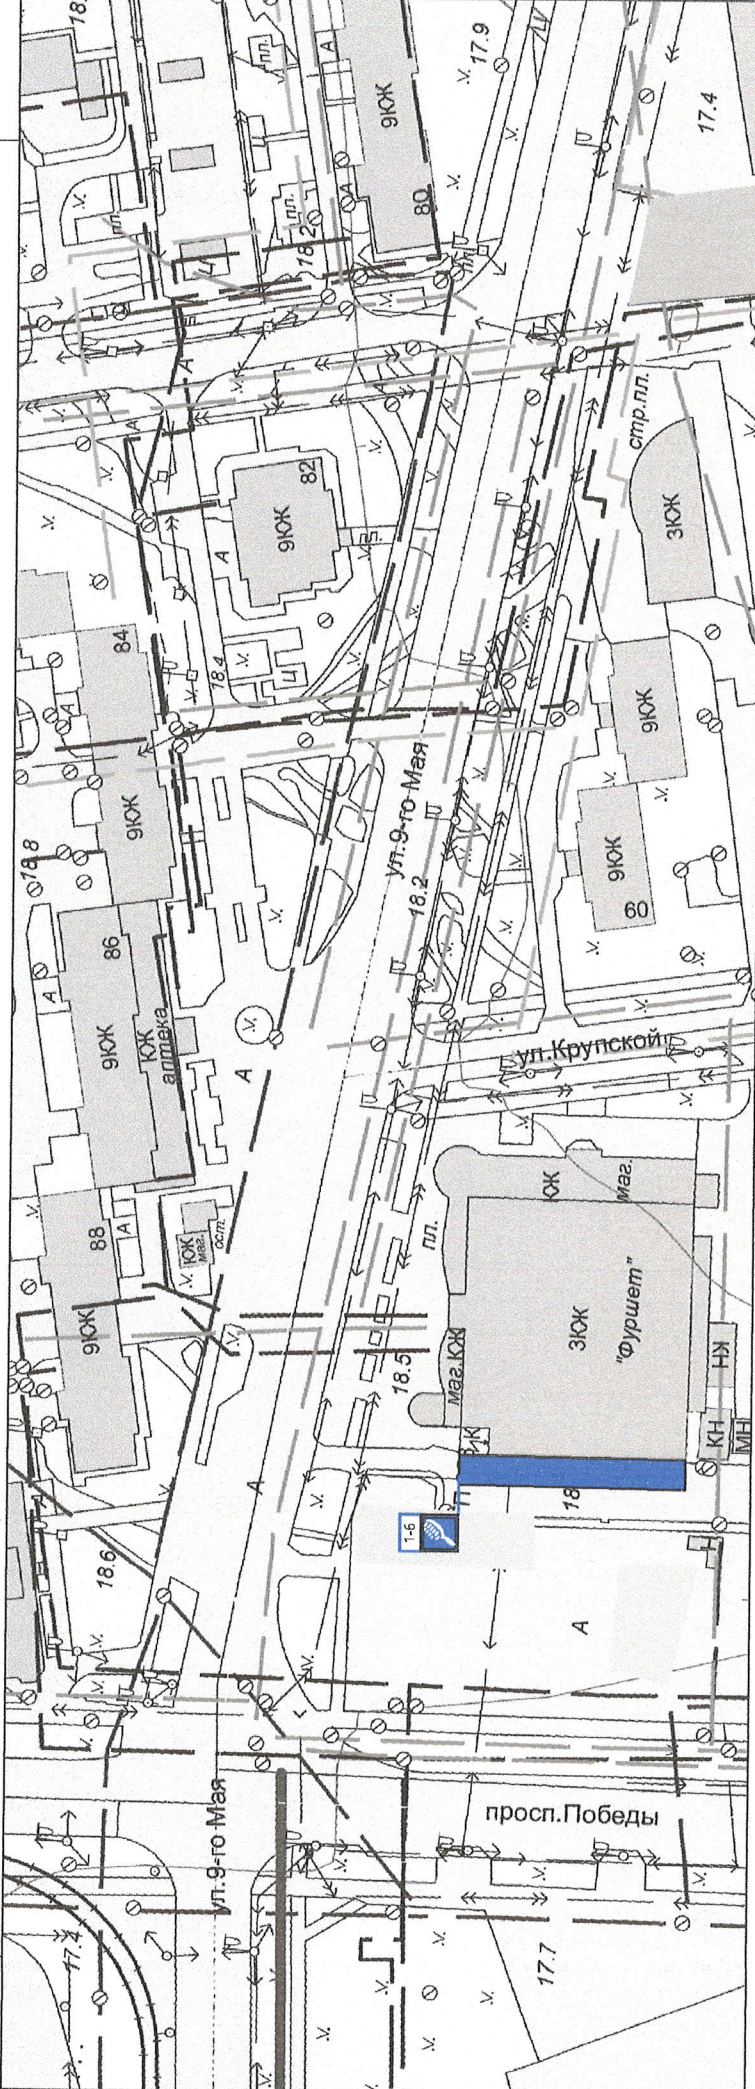 18.
17.9
17.4
пл.
А
9КЖ
80
пл.
Ц
18.2
пл.
А
А
А
стр.пл.
82
9КЖ
3КЖ
А
84
18.4
Ц
9КЖ
9КЖ
ул.9-го Мая
18.2
9КЖ
60
18.8
А
86
9КЖ
КЖ
аптека
А
ул.Крупской
КЖ
маг.
пл.
88
А
КЖ
маг.
ост.
9КЖ
3КЖ
"Фуршет"
маг.КЖ
18.5
НЖ
КН
МН
А
18
1-6
18.6
А
просп.Победы
ул.9-го Мая
17.4
17.7